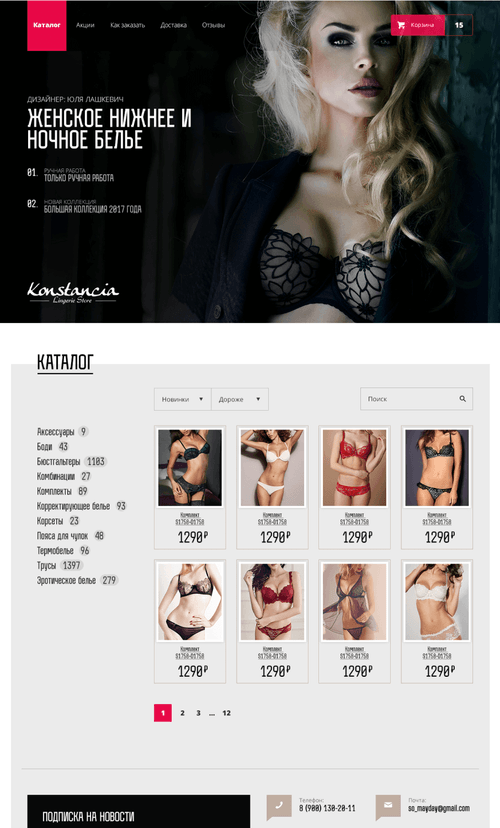 Каталог
Акции
Как заказать
Доставка
Отзывы
Корзина
15
ДИЗАЙНЕР: ЮЛЯ ЛАШКЕВИЧ
ЖЕНСКОЕ НИЖНЕЕ И
НОЧНОЕ БЕЛЬЕ
01.
РУЧНАЯ РАБОТА
ТОЛЬКО РУЧНАЯ РАБОТА
02.
НОВАЯ КОЛЛЕКЦИЯ
БОЛЬШАЯ КОЛЛЕКЦИЯ 2017 ГОДА
Konstancia
Lingerie Store
КАТАЛОГ
Новинки
Дороже
Поиск
Аксессуары 9
Боди 43
Бюстгальтеры 1103
Комбинации 27
Комплекты 89
Корректирующее белье 93
Корсеты 23
Пояса для чулок 48
Термобелье 96
Трусы 1397
Эротическое белье 279
Комплект
01758-01758
1290₽
Комплект
01758-01758
1290₽
Комплект
01758-01758
1290₽
Комплект
01758-01758
1290₽
Комплект
01758-01758
1290₽
Комплект
01758-01758
1290₽
Комплект
01758-01758
1290₽
Комплект
01758-01758
1290₽
1 2 3 ... 12
ПОДПИСКА НА НОВОСТИ
Телефон:
8 (900) 130-20-11
Почта:
so_mayday@gmail.com